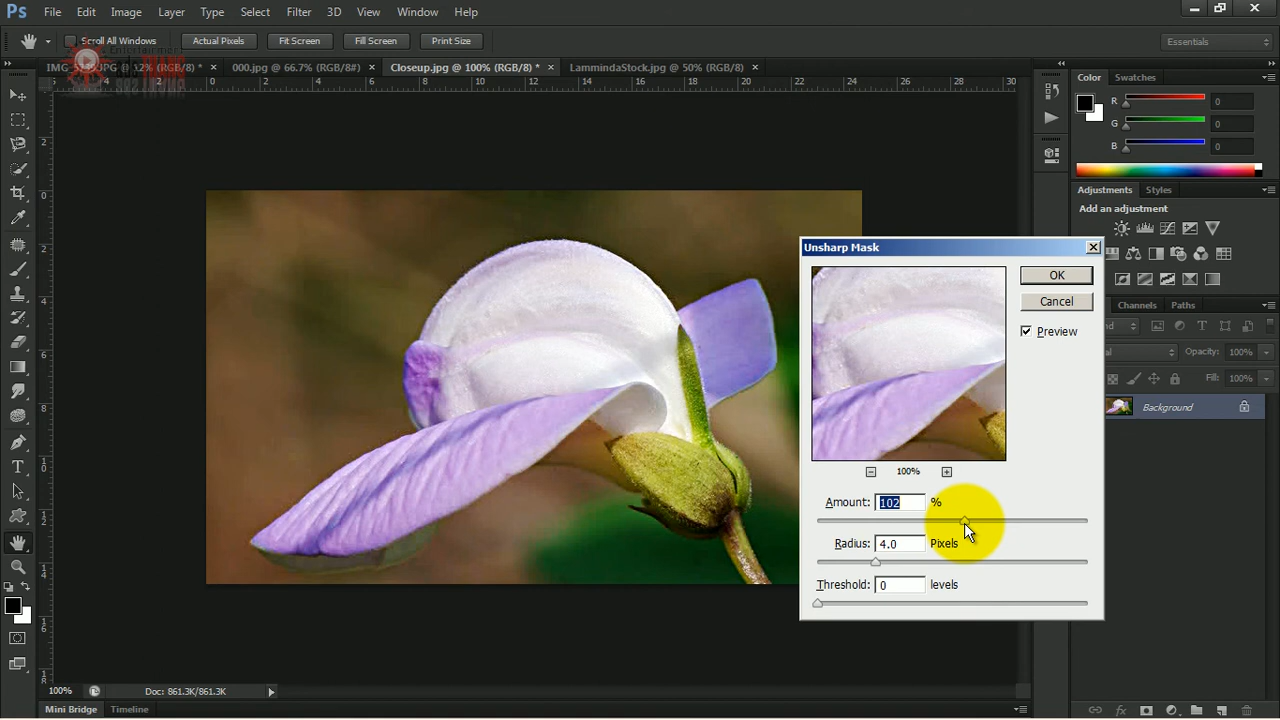 Ps File Edit Image Layer Type Select Filter 3D View Window Help
Scroll All Windows Actual Pixels Fit Screen Fill Screen Print Size Essentials
Entertainment
000.jpg @ 66.7% (RGB/8#) × Closeup.jpg @ 100% (RGB/8) * × LammindaStock.jpg @ 50% (RGB/8) ×
Color Swatches
R 0
G 0
B 0
Adjustments Styles
Add an adjustment
Channels Paths
Opacity: 100%
Fill: 100%
Background
Unsharp Mask
OK
Cancel
Preview
100%
Amount: 102 %
Radius: 4.0 Pixels
Threshold: 0 levels
100% Doc: 861.3K/861.3K
Mini Bridge Timeline